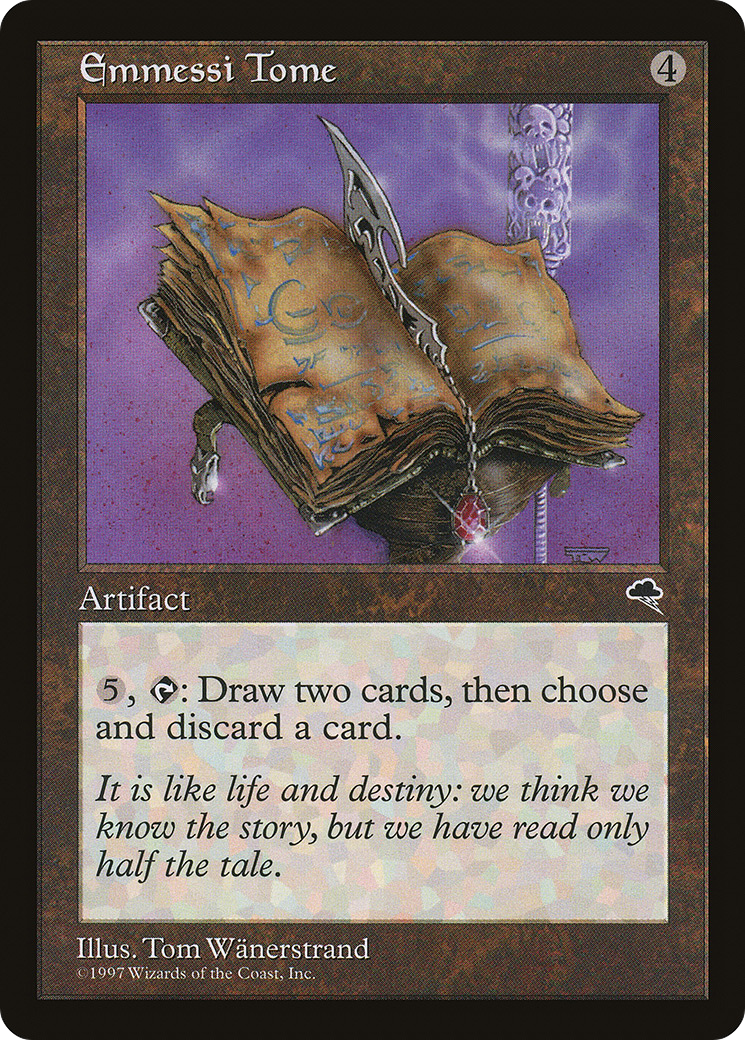 Emmessi Tome 4
Artifact
5, : Draw two cards, then choose
and discard a card.
It is like life and destiny: we think we
know the story, but we have read only
half the tale.
Illus. Tom Wänerstrand
©1997 Wizards of the Coast, Inc.